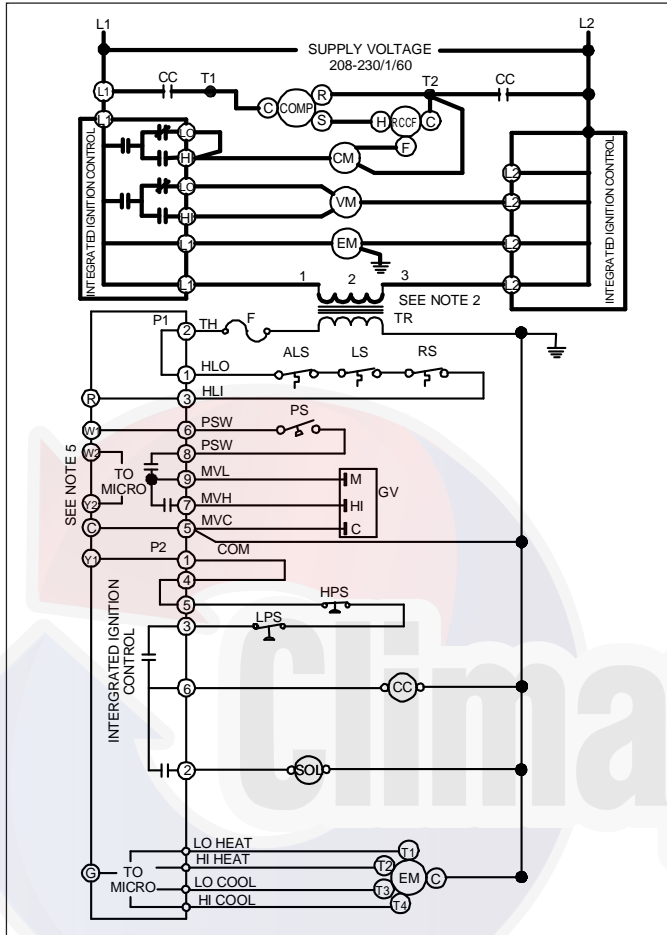 L1 L2
SUPPLY VOLTAGE
208-230/1/60
CC T1 T2 CC
L1 C COMP R
S H RCCF C
F
L1
INTEGRATED IGNITION CONTROL
LO
HI CM
LO
HI VM
L1 EM
L1 1 2 3
L2
L2
L2
L2
INTEGRATED IGNITION CONTROL
SEE NOTE 2
TR
P1 2 TH F
1 HLO ALS LS RS
R 3 HLI
W1 6 PSW PS
W2 8 PSW
TO
MICRO
9 MVL M
GV
Y2 7 MVH HI
C 5 MVC C
SEE NOTE 5
COM
Y1 P2 1
4
5 HPS
3 LPS
INTERGRATED IGNITION
CONTROL
6 CC
2 SOL
LO HEAT T1
HI HEAT T2
G TO
MICRO
EM C
LO COOL T3
HI COOL T4
Clima